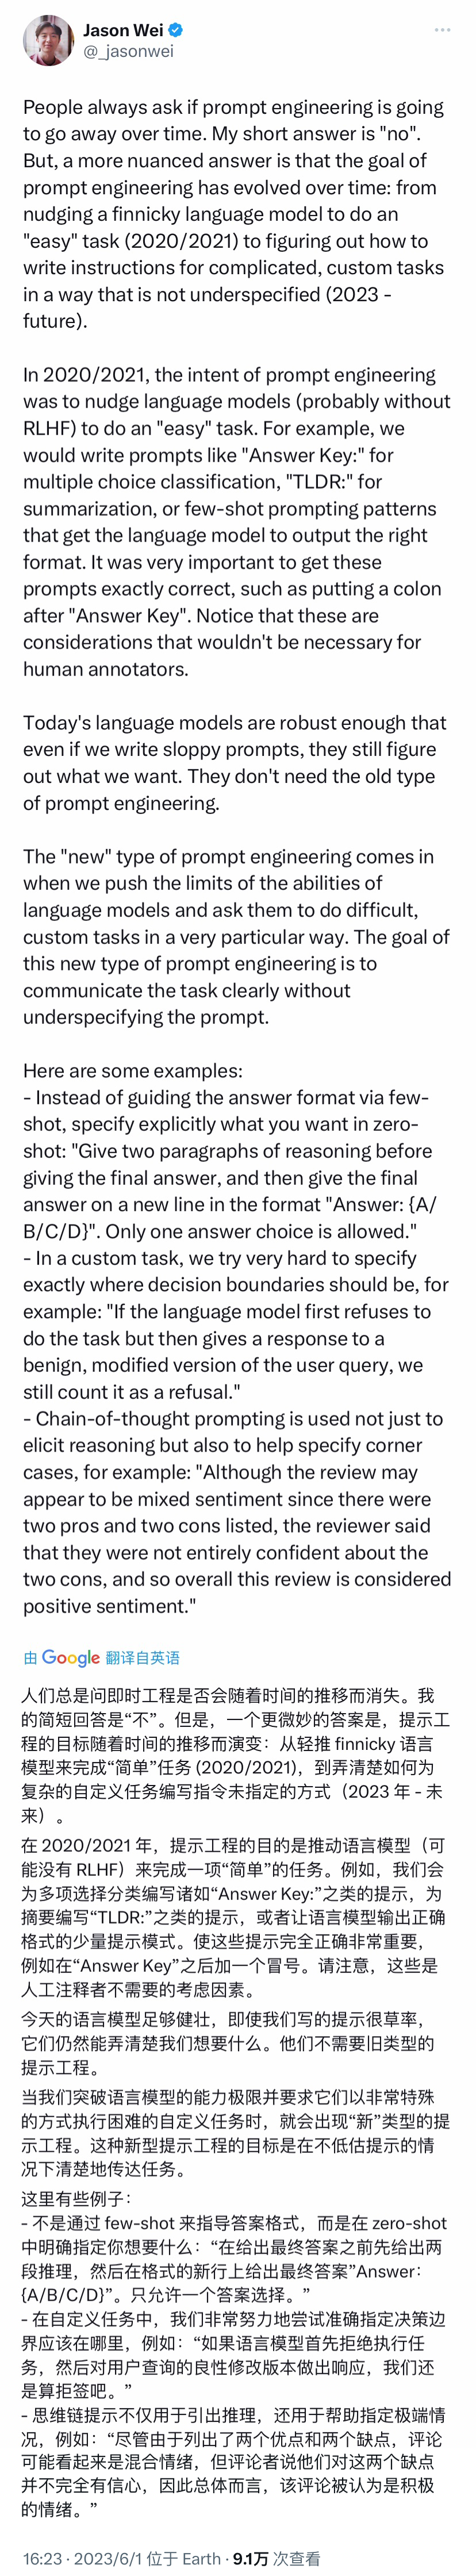 Jason Wei
@_jasonwei
People always ask if prompt engineering is going
to go away over time. My short answer is "no".
But, a more nuanced answer is that the goal of
prompt engineering has evolved over time: from
nudging a finnicky language model to do an
"easy" task (2020/2021) to figuring out how to
write instructions for complicated, custom tasks
in a way that is not underspecified (2023 -
future).
In 2020/2021, the intent of prompt engineering
was to nudge language models (probably without
RLHF) to do an "easy" task. For example, we
would write prompts like "Answer Key:" for
multiple choice classification, "TLDR:" for
summarization, or few-shot prompting patterns
that get the language model to output the right
format. It was very important to get these
prompts exactly correct, such as putting a colon
after "Answer Key". Notice that these are
considerations that wouldn't be necessary for
human annotators.
Today's language models are robust enough that
even if we write sloppy prompts, they still figure
out what we want. They don't need the old type
of prompt engineering.
The "new" type of prompt engineering comes in
when we push the limits of the abilities of
language models and ask them to do difficult,
custom tasks in a very particular way. The goal of
this new type of prompt engineering is to
communicate the task clearly without
underspecifying the prompt.
Here are some examples:
- Instead of guiding the answer format via few-
shot, specify explicitly what you want in zero-
shot: "Give two paragraphs of reasoning before
giving the final answer, and then give the final
answer on a new line in the format "Answer: {A/
B/C/D}". Only one answer choice is allowed."
- In a custom task, we try very hard to specify
exactly where decision boundaries should be, for
example: "If the language model first refuses to
do the task but then gives a response to a
benign, modified version of the user query, we
still count it as a refusal."
- Chain-of-thought prompting is used not just to
elicit reasoning but also to help specify corner
cases, for example: "Although the review may
appear to be mixed sentiment since there were
two pros and two cons listed, the reviewer said
that they were not entirely confident about the
two cons, and so overall this review is considered
positive sentiment."
由 Google 翻译自英语
人们总是问即时工程是否会随着时间的推移而消失。我
的简短回答是“不”。但是，一个更微妙的答案是，提示工
程的目标随着时间的推移而演变：从轻推 finnicky 语言
模型来完成“简单”任务 (2020/2021)，到弄清楚如何为
复杂的自定义任务编写指令未指定的方式（2023 年 - 未
来）。
在 2020/2021 年，提示工程的目的是推动语言模型（可
能没有 RLHF）来完成一项“简单”的任务。例如，我们会
为多项选择分类编写诸如“Answer Key:”之类的提示，为
摘要编写“TLDR:”之类的提示，或者让语言模型输出正确
格式的少量提示模式。使这些提示完全正确非常重要，
例如在“Answer Key”之后加一个冒号。请注意，这些是
人工注释者不需要的考虑因素。
今天的语言模型足够健壮，即使我们写的提示很草率，
它们仍然能弄清楚我们想要什么。他们不需要旧类型的
提示工程。
当我们突破语言模型的能力极限并要求它们以非常特殊
的方式执行困难的自定义任务时，就会出现“新”类型的提
示工程。这种新型提示工程的目标是在不低估提示的情
况下清楚地传达任务。
这里有些例子：
- 不是通过 few-shot 来指导答案格式，而是在 zero-shot
中明确指定你想要什么：“在给出最终答案之前先给出两
段推理，然后在格式的新行上给出最终答案”Answer：
{A/B/C/D}”。只允许一个答案选择。”
- 在自定义任务中，我们非常努力地尝试准确指定决策边
界应该在哪里，例如：“如果语言模型首先拒绝执行任
务，然后对用户查询的良性修改版本做出响应，我们还
是算拒签吧。”
- 思维链提示不仅用于引出推理，还用于帮助指定极端情
况，例如：“尽管由于列出了两个优点和两个缺点，评论
可能看起来是混合情绪，但评论者说他们对这两个缺点
并不完全有信心，因此总体而言，该评论被认为是积极
的情绪。”
16:23 · 2023/6/1 位于 Earth · 9.1万 次查看